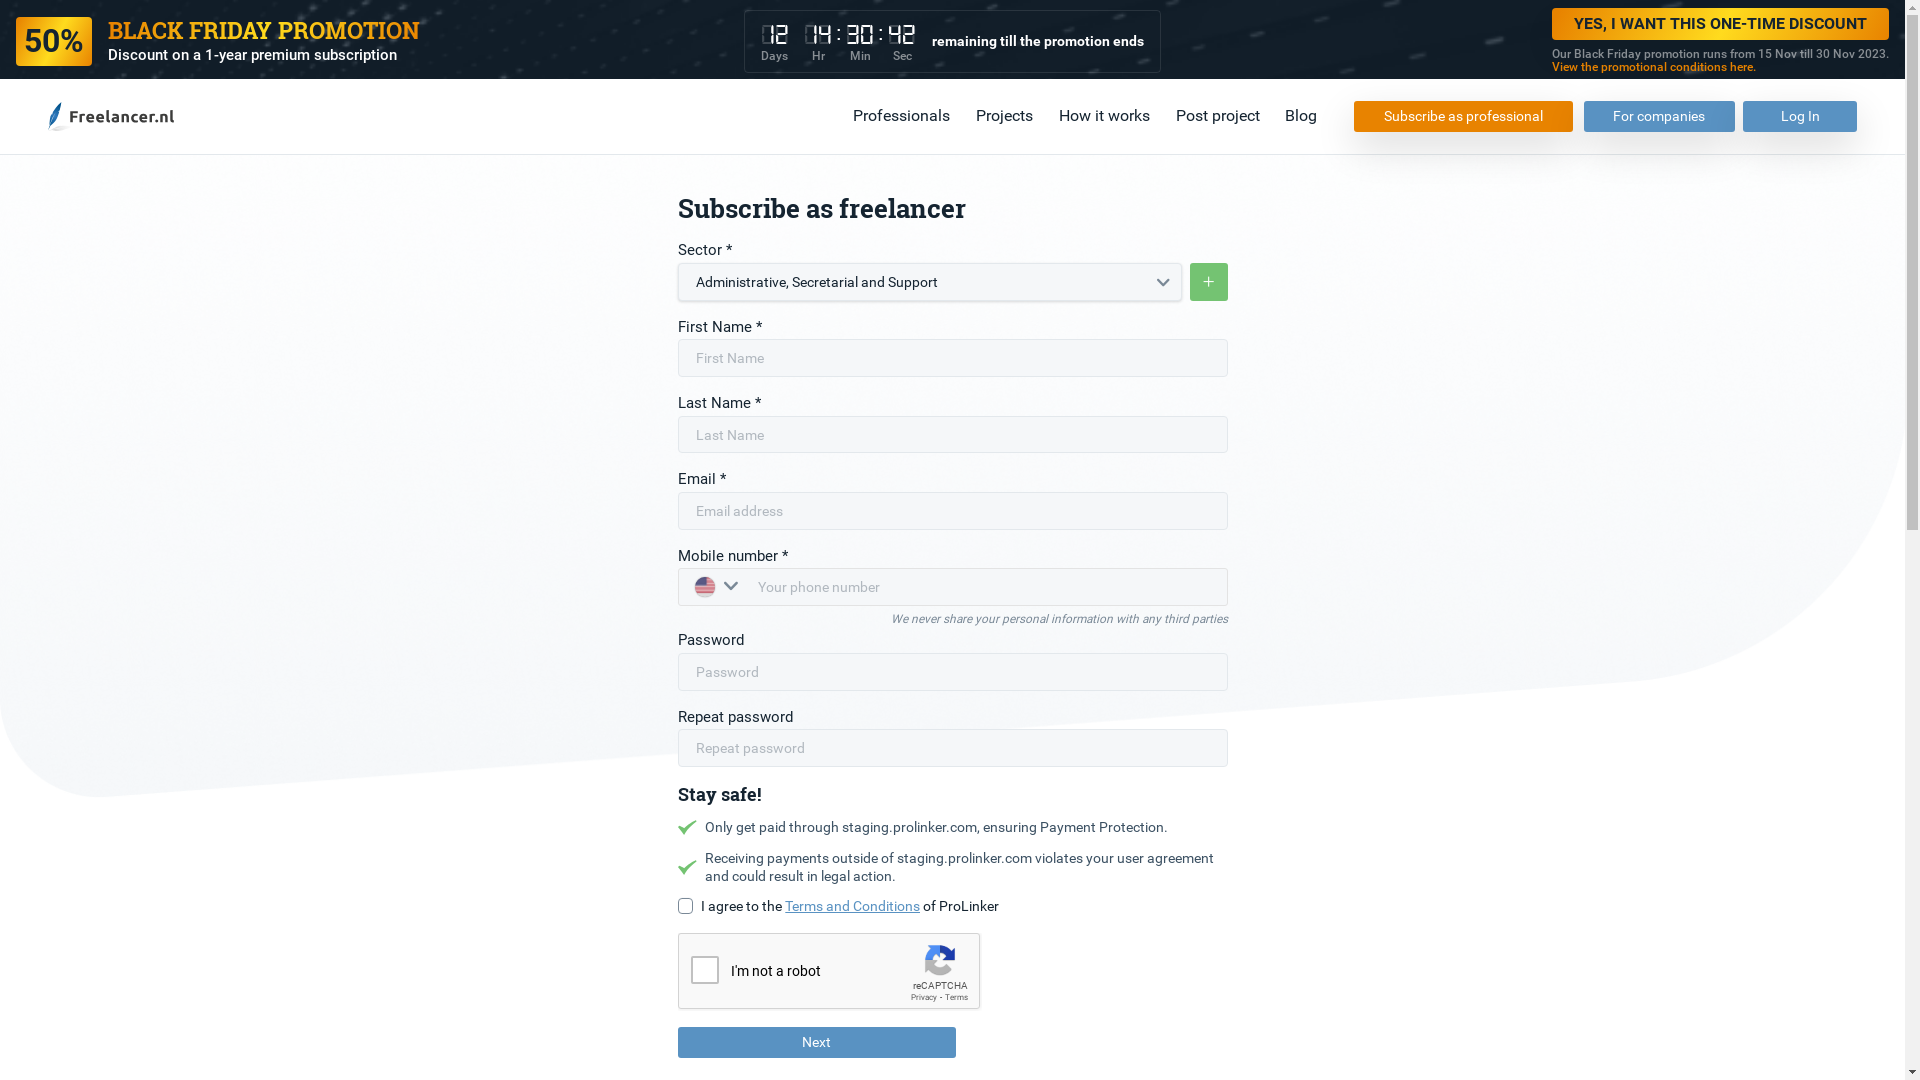 50%
BLACK FRIDAY PROMOTION
Discount on a 1-year premium subscription
12 14 : 30 : 42
Days Hr Min Sec
remaining till the promotion ends
YES, I WANT THIS ONE-TIME DISCOUNT
Our Black Friday promotion runs from 15 Nov till 30 Nov 2023.
View the promotional conditions here.
Freelancer.nl
Professionals Projects How it works Post project Blog Subscribe as professional For companies Log In
Subscribe as freelancer
Sector *
Administrative, Secretarial and Support
+
First Name *
First Name
Last Name *
Last Name
Email *
Email address
Mobile number *
Your phone number
We never share your personal information with any third parties
Password
Password
Repeat password
Repeat password
Stay safe!
Only get paid through staging.prolinker.com, ensuring Payment Protection.
Receiving payments outside of staging.prolinker.com violates your user agreement
and could result in legal action.
I agree to the Terms and Conditions of ProLinker
I'm not a robot
reCAPTCHA
Privacy - Terms
Next